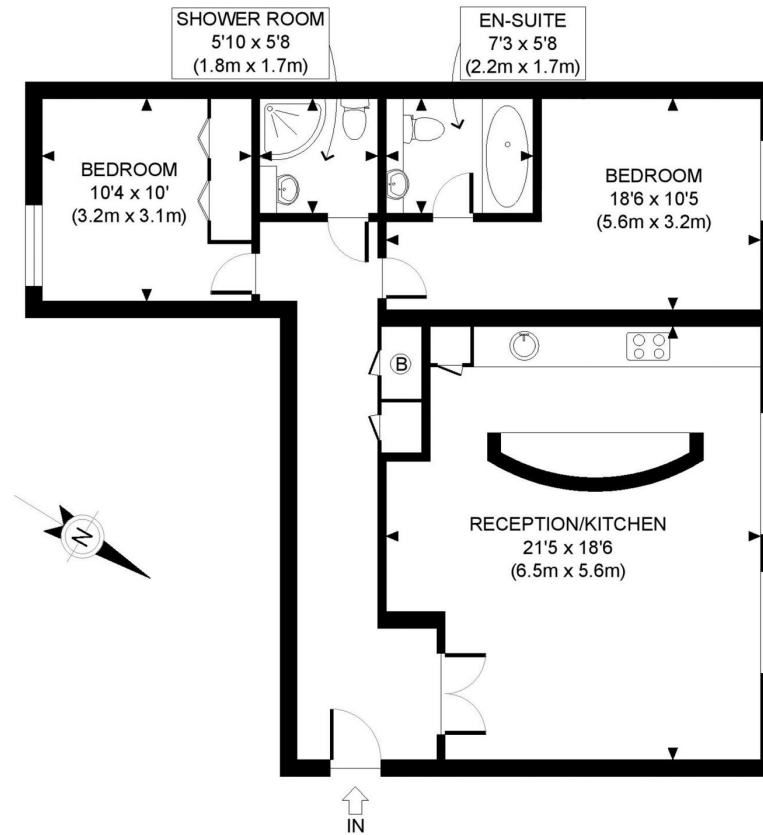 SHOWER ROOM
5'10 x 5'8
(1.8m x 1.7m)
EN-SUITE
7'3 x 5'8
(2.2m x 1.7m)
BEDROOM
10'4 x 10'
(3.2m x 3.1m)
BEDROOM
18'6 x 10'5
(5.6m x 3.2m)
B
N
RECEPTION/KITCHEN
21'5 x 18'6
(6.5m x 5.6m)
IN